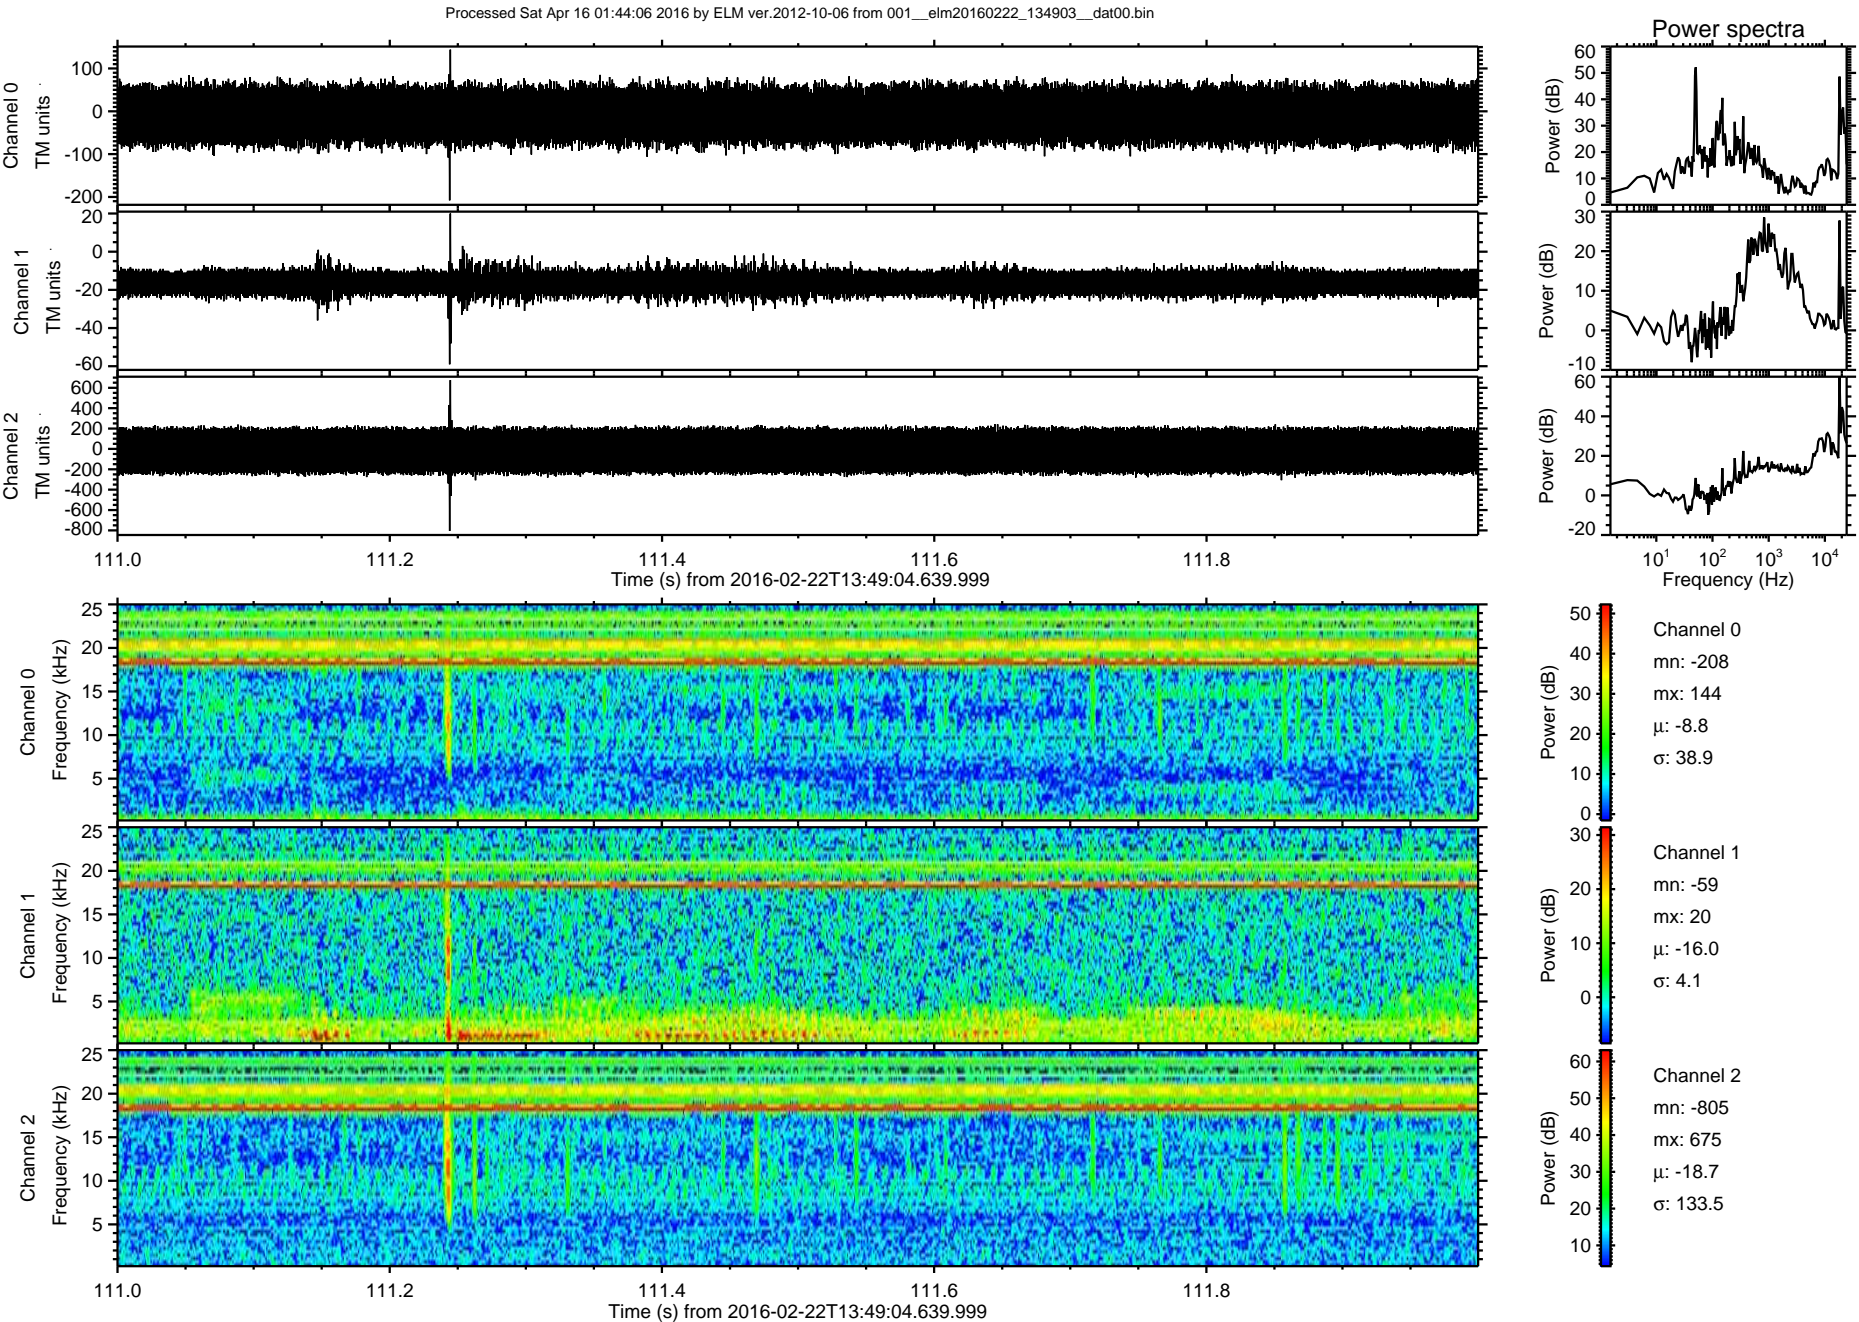 Processed Sat Apr 16 01:44:06 2016 by ELM ver.2012-10-06 from 001__elm20160222_134903__dat00.bin
Power spectra
Channel 0
TM units
100
0
-100
-200
Power (dB)
60
50
40
30
20
10
0
Channel 1
TM units
20
0
-20
-40
-60
Power (dB)
30
20
10
0
-10
Channel 2
TM units
600
400
200
0
-200
-400
-600
-800
Power (dB)
60
40
20
0
-20
111.0 111.2 111.4 111.6 111.8
Time (s) from 2016-02-22T13:49:04.639.999
10¹ 10² 10³ 10⁴
Frequency (Hz)
Channel 0
Frequency (kHz)
25
20
15
10
5
Power (dB)
50
40
30
20
10
0
Channel 0
mn: -208
mx: 144
μ: -8.8
σ: 38.9
Channel 1
Frequency (kHz)
25
20
15
10
5
Power (dB)
30
20
10
0
Channel 1
mn: -59
mx: 20
μ: -16.0
σ: 4.1
Channel 2
Frequency (kHz)
25
20
15
10
5
Power (dB)
60
50
40
30
20
10
Channel 2
mn: -805
mx: 675
μ: -18.7
σ: 133.5
111.0 111.2 111.4 111.6 111.8
Time (s) from 2016-02-22T13:49:04.639.999